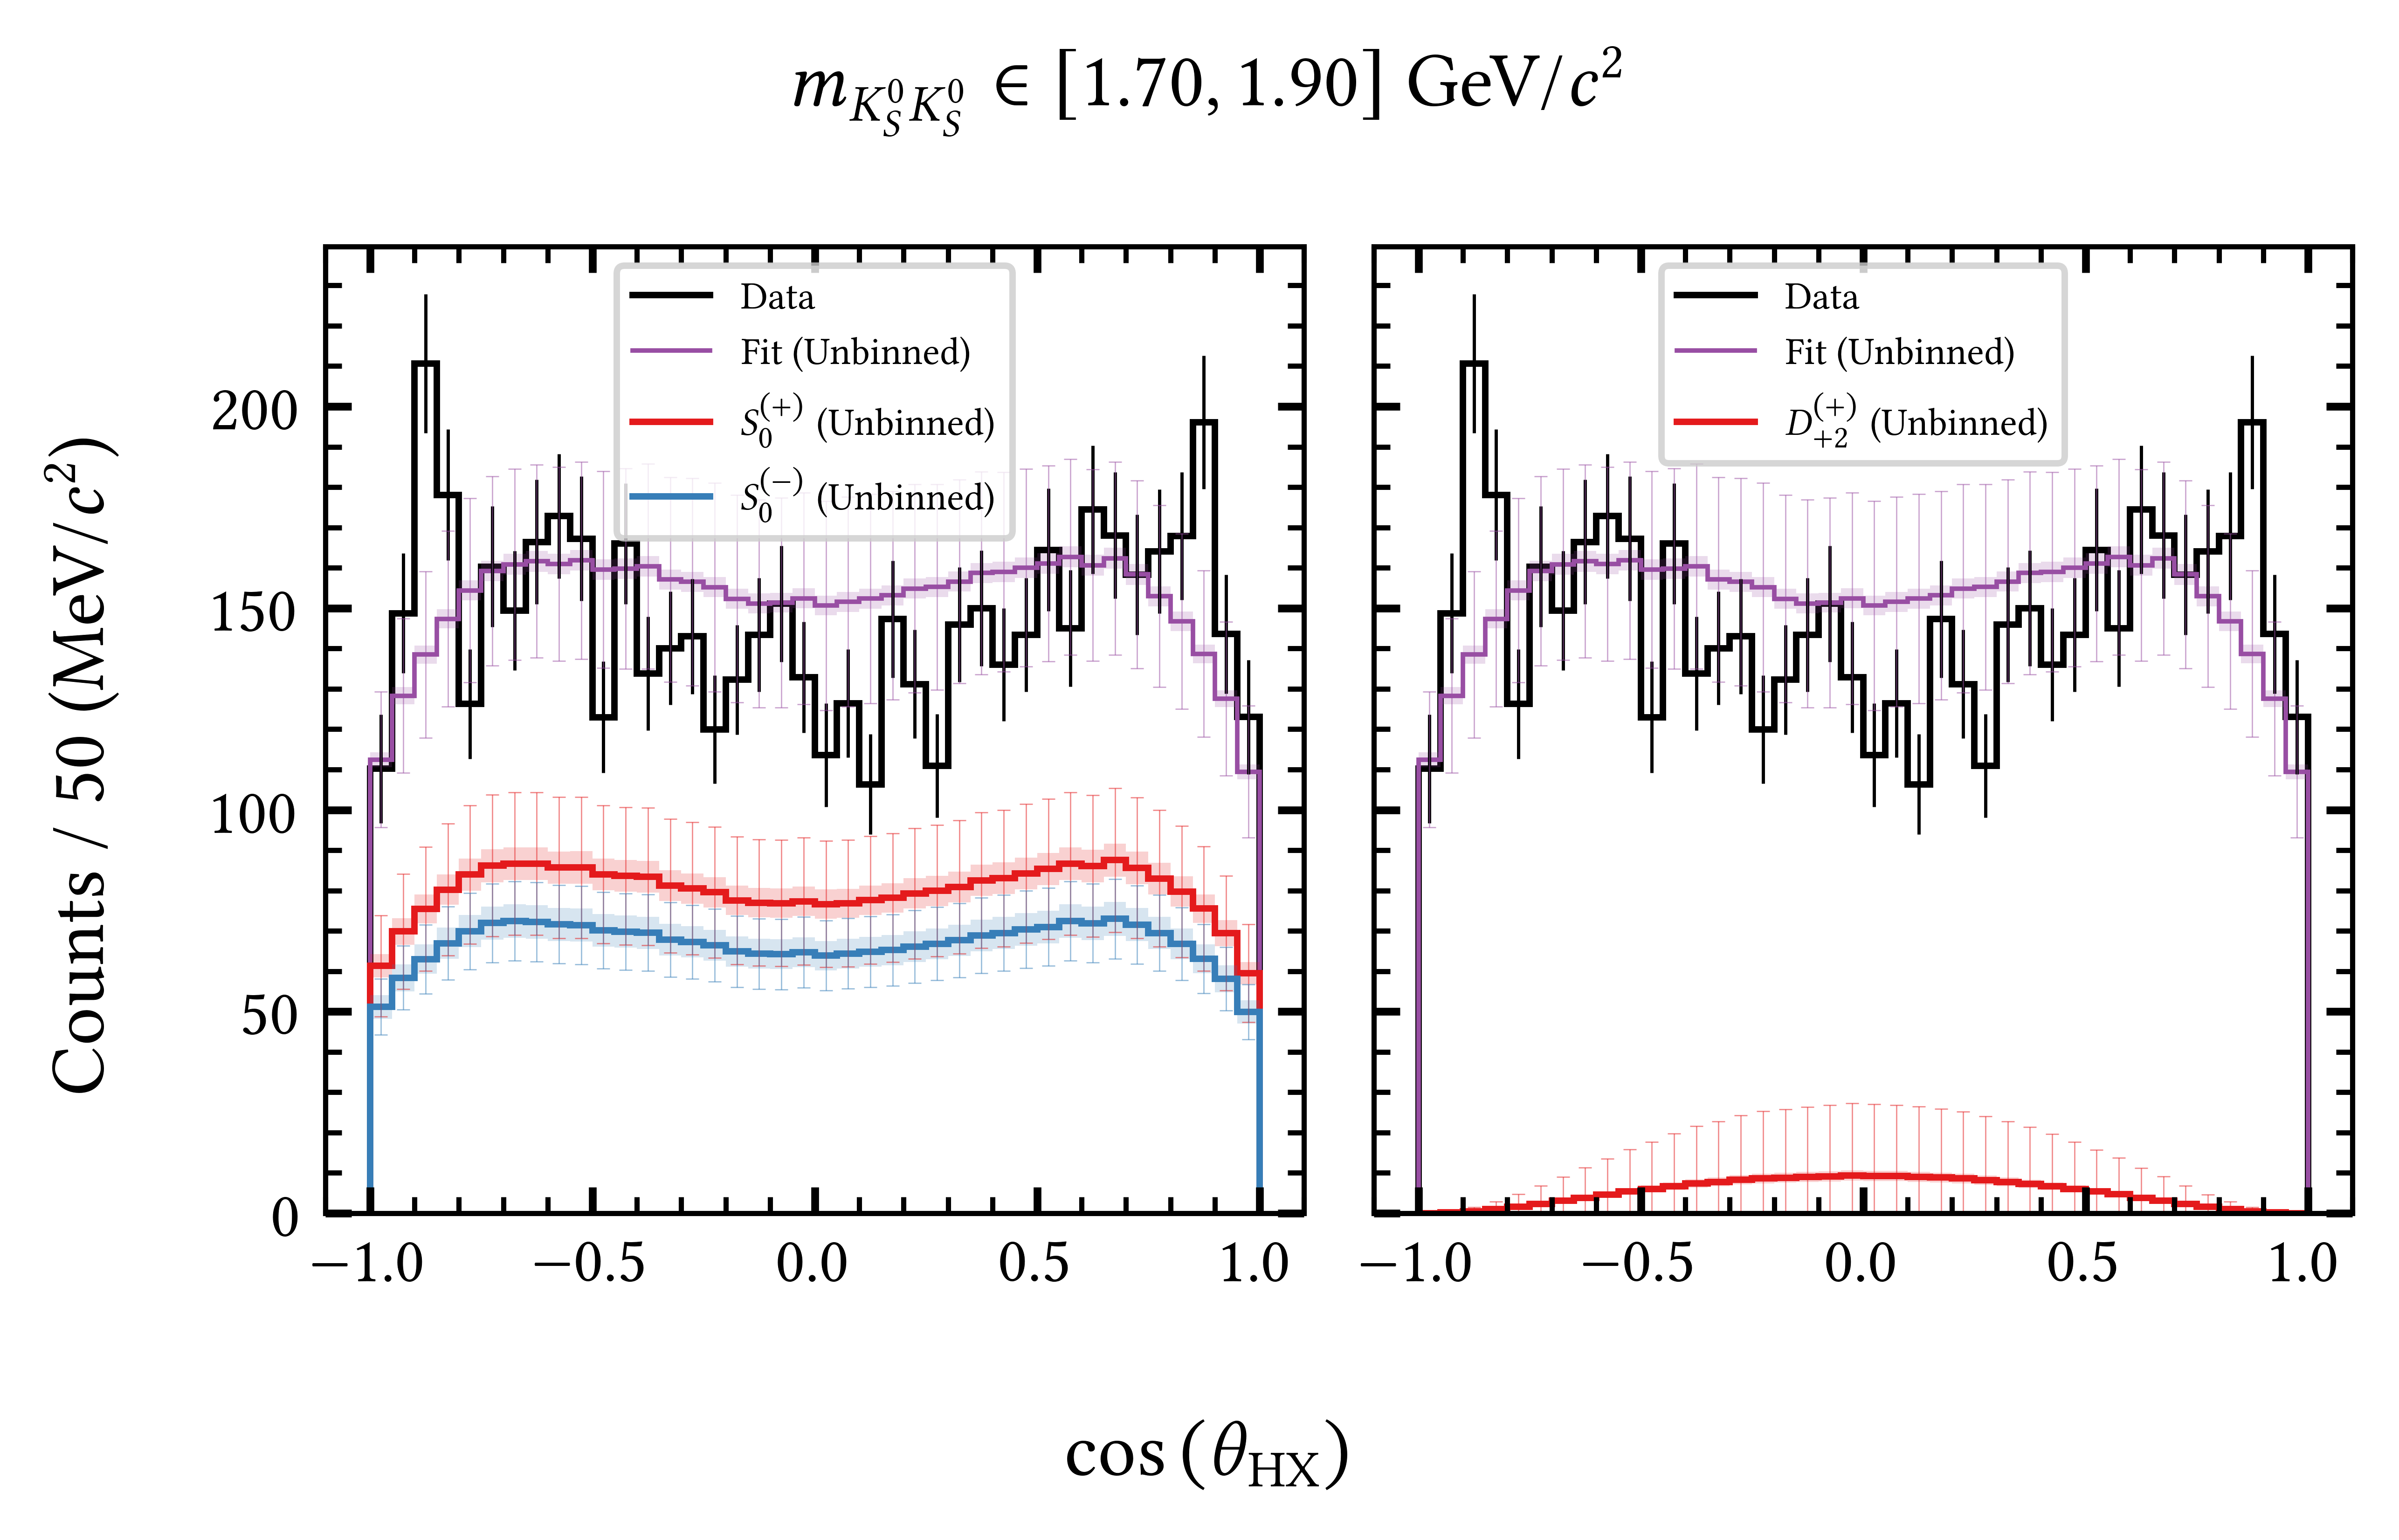 m_{K_S^0 K_S^0} ∈ [1.70, 1.90] GeV/c²
Counts / 50 (MeV/c²)
200
150
100
50
0
Data
Fit (Unbinned)
S_0^{(+)} (Unbinned)
S_0^{(−)} (Unbinned)
Data
Fit (Unbinned)
D_{+2}^{(+)} (Unbinned)
−1.0 −0.5 0.0 0.5 1.0
−1.0 −0.5 0.0 0.5 1.0
cos (θ_{HX})